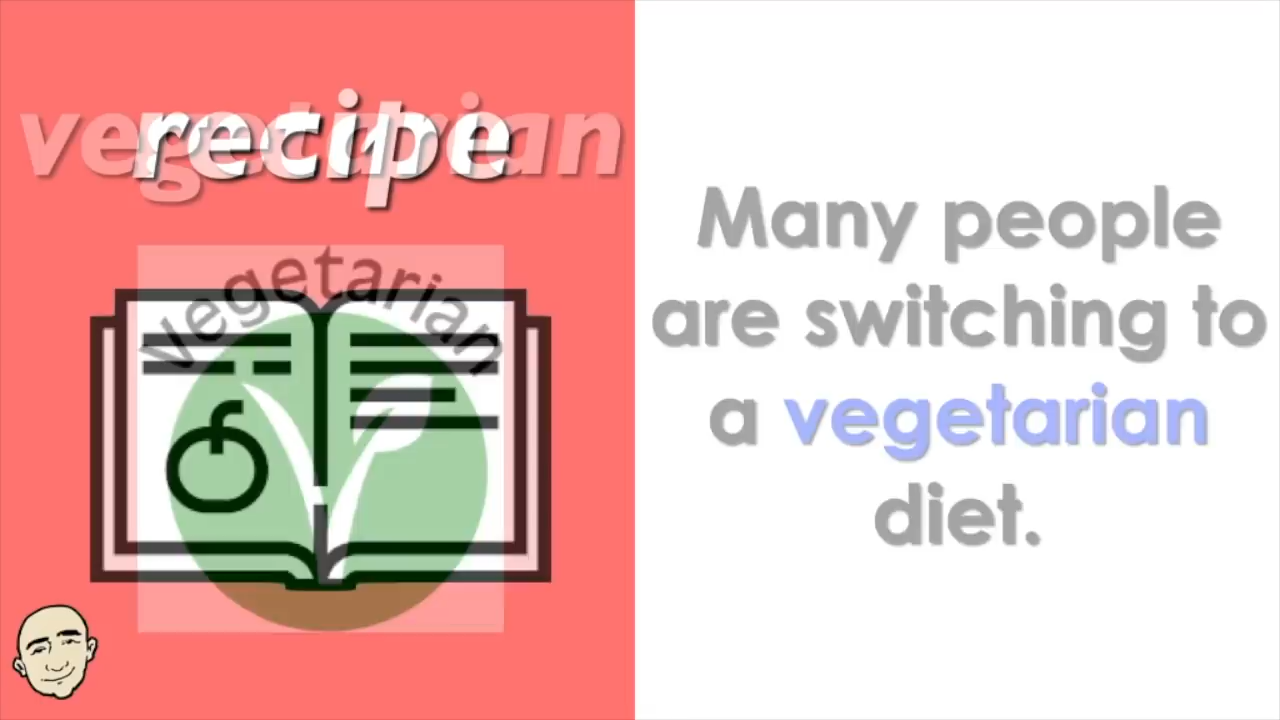 vegetarian
recipe
vegetarian
Many people
are switching to
a vegetarian
diet.